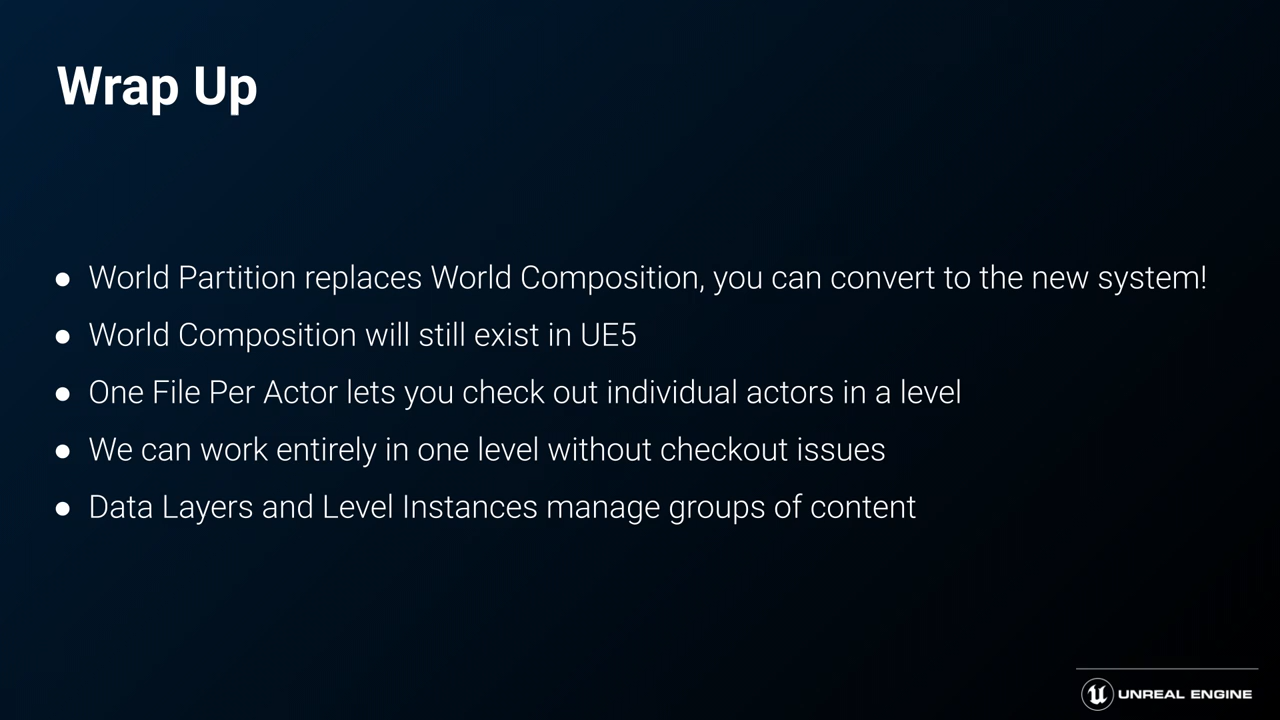 Wrap Up
● World Partition replaces World Composition, you can convert to the new system!
● World Composition will still exist in UE5
● One File Per Actor lets you check out individual actors in a level
● We can work entirely in one level without checkout issues
● Data Layers and Level Instances manage groups of content
UNREAL ENGINE